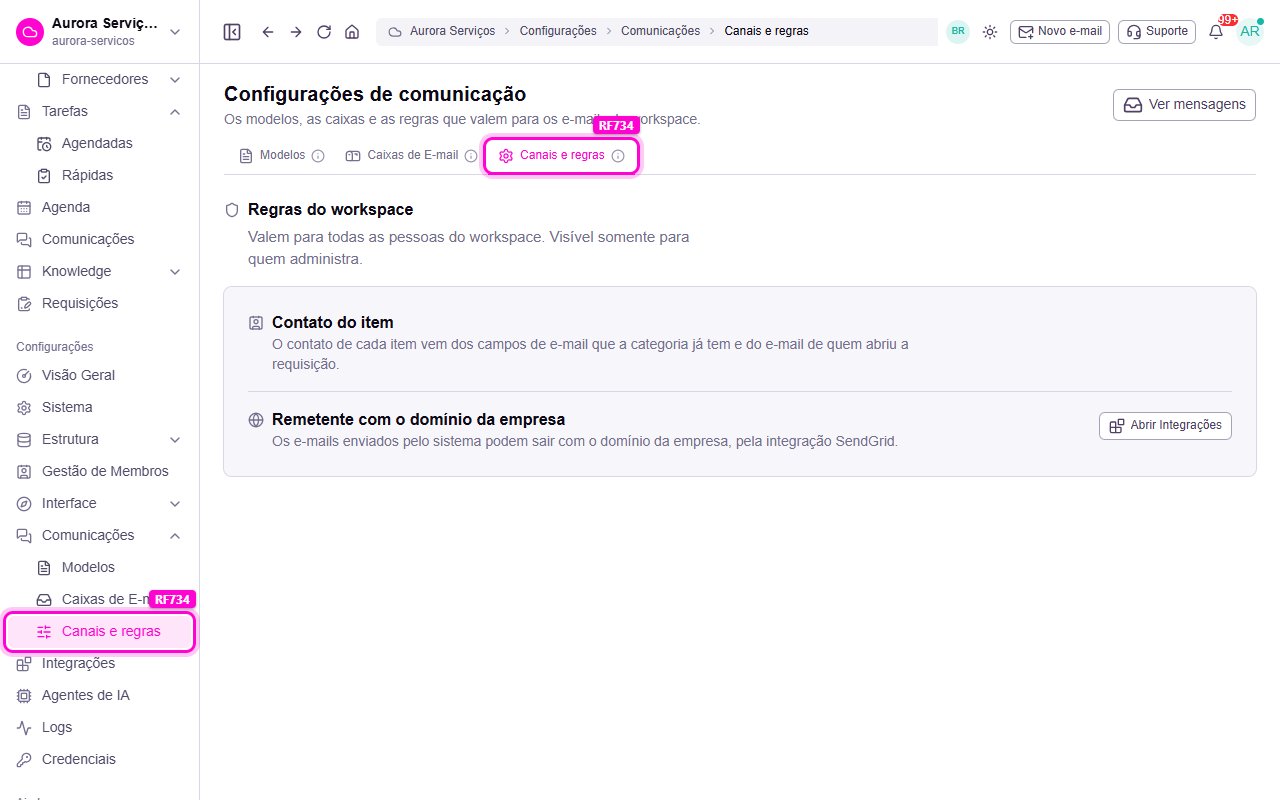 Aurora Serviç...
aurora-servicos
Fornecedores
Tarefas
Agendadas
Rápidas
Agenda
Comunicações
Knowledge
Requisições
Configurações
Visão Geral
Sistema
Estrutura
Gestão de Membros
Interface
Comunicações
Modelos
Caixas de E-m
RF734
Canais e regras
Integrações
Agentes de IA
Logs
Credenciais
Aurora Serviços > Configurações > Comunicações > Canais e regras
BR
Novo e-mail
Suporte
99+
AR
Configurações de comunicação
Os modelos, as caixas e as regras que valem para os e-mai workspace.
RF734
Ver mensagens
Modelos
Caixas de E-mail
Canais e regras
Regras do workspace
Valem para todas as pessoas do workspace. Visível somente para
quem administra.
Contato do item
O contato de cada item vem dos campos de e-mail que a categoria já tem e do e-mail de quem abriu a
requisição.
Remetente com o domínio da empresa
Os e-mails enviados pelo sistema podem sair com o domínio da empresa, pela integração SendGrid.
Abrir Integrações